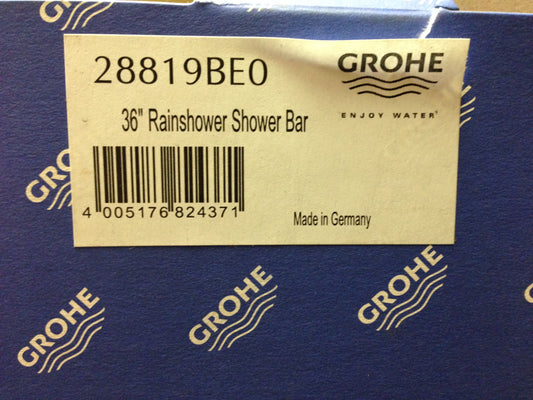 28819BE0
GROHE
ENJOY WATER®
36" Rainshower Shower Bar
4 005176 824371
Made in Germany
GROHE
GROHE
GROHE
GROHE
GROHE
GROHE